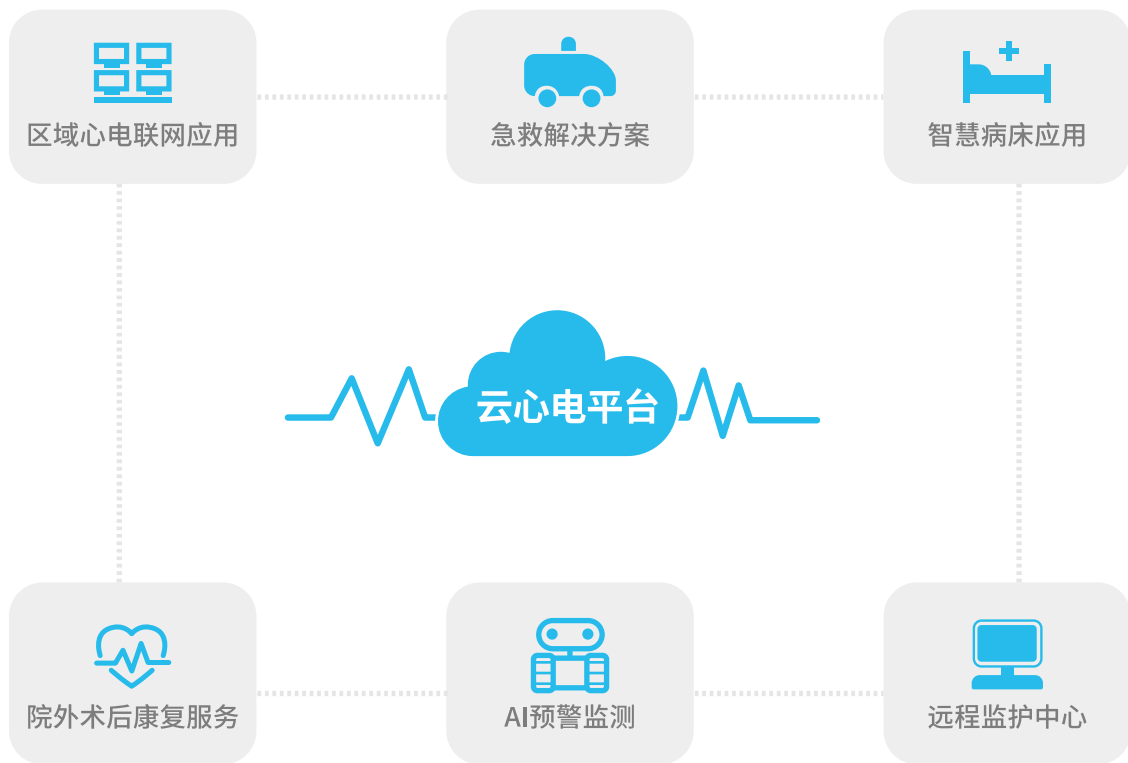 区域心电联网应用
急救解决方案
智慧病床应用
云心电平台
院外术后康复服务
AI预警监测
远程监护中心